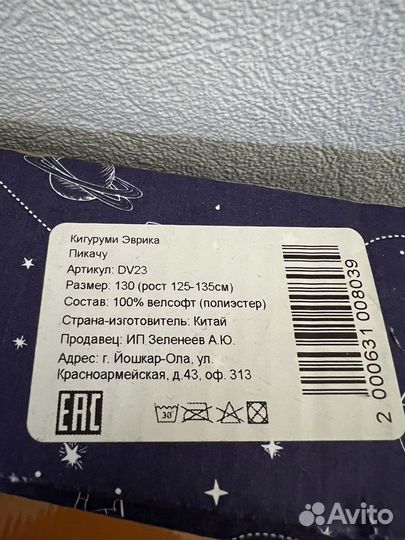 Кигуруми Эврика
Пикачу
Артикул: DV23
Размер: 130 (рост 125-135см)
Состав: 100% велсофт (полиэстер)
Страна-изготовитель: Китай
Продавец: ИП Зеленеев А.Ю.
Адрес: г. Йошкар-Ола, ул.
Красноармейская, д.43, оф. 313
2 000631 008039
EAC
30
Avito